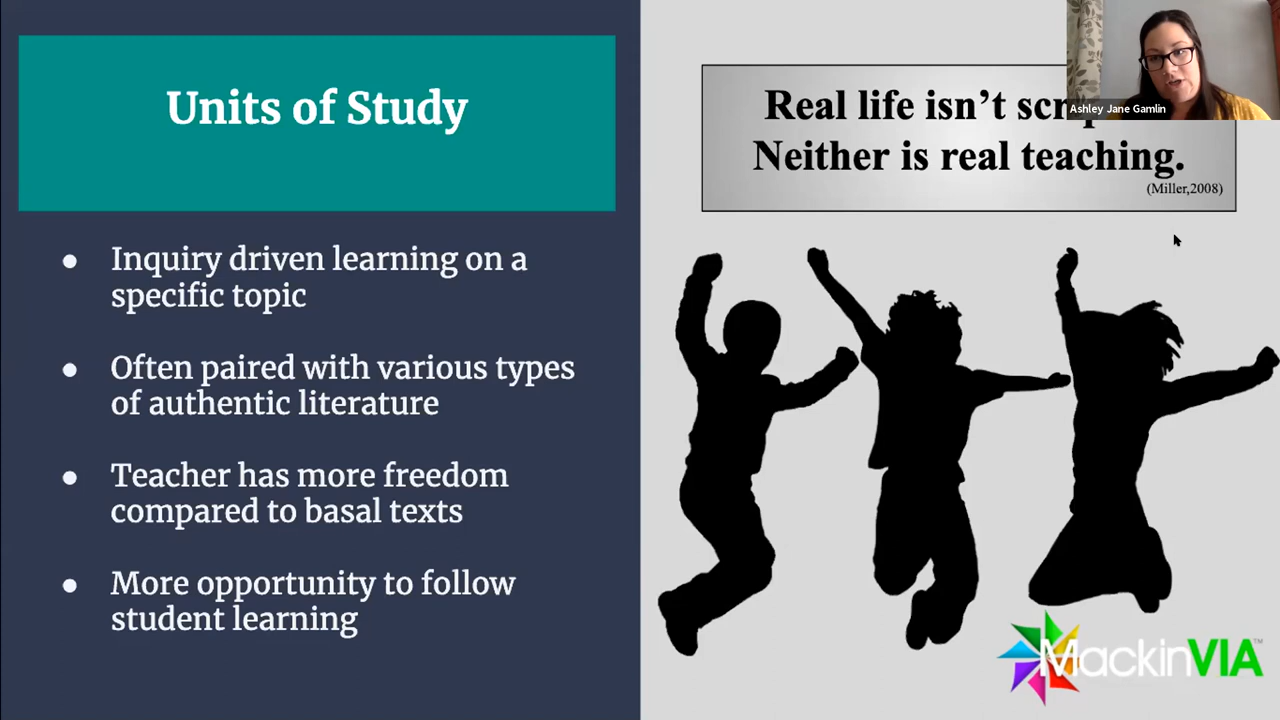 Units of Study
Inquiry driven learning on a
specific topic
Often paired with various types
of authentic literature
Teacher has more freedom
compared to basal texts
More opportunity to follow
student learning
Real life isn’t
Neither is real teaching.
(Miller,2008)
Ashley Jane Gamlin
MackinVIA™